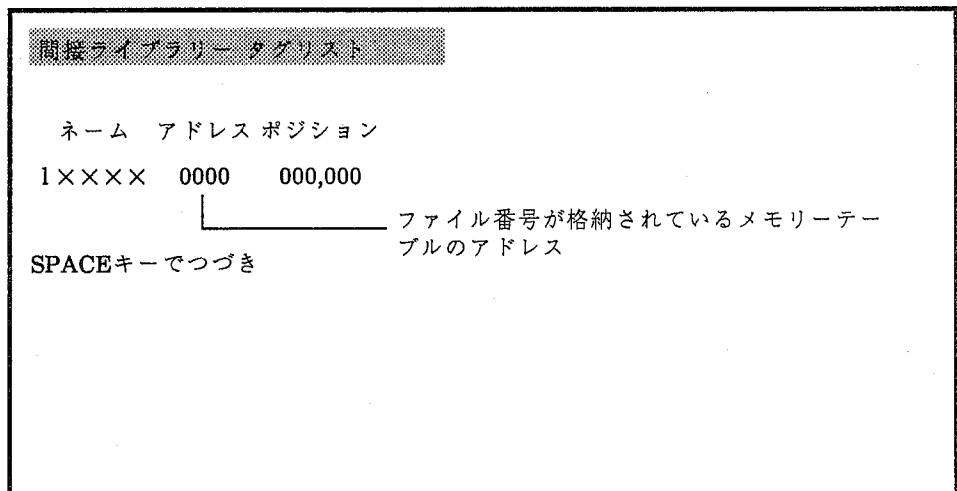 間接ライブラリー タグリスト
ネーム アドレス ポジション
1×××× 0000 000,000
ファイル番号が格納されているメモリーテー
ブルのアドレス
SPACEキーでつづき